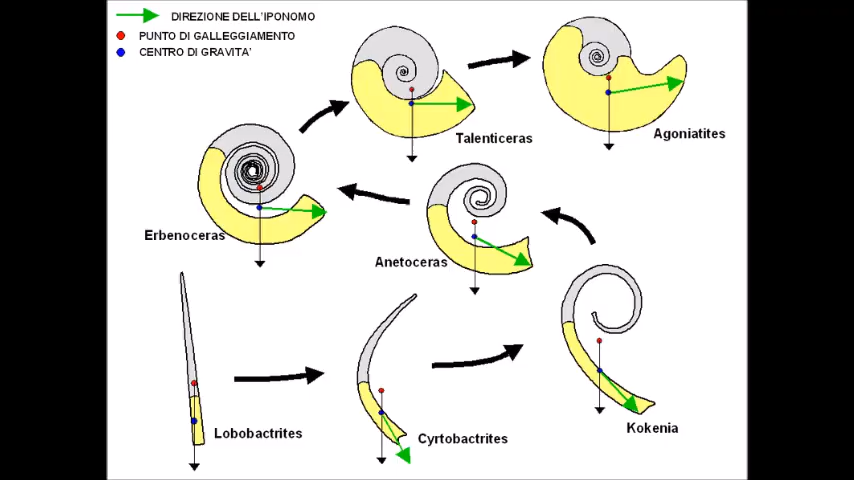 DIREZIONE DELL'IPONOMO
PUNTO DI GALLEGGIAMENTO
CENTRO DI GRAVITA'
Talenticeras
Agoniatites
Erbenoceras
Anetoceras
Lobobactrites
Cyrtobactrites
Kokenia